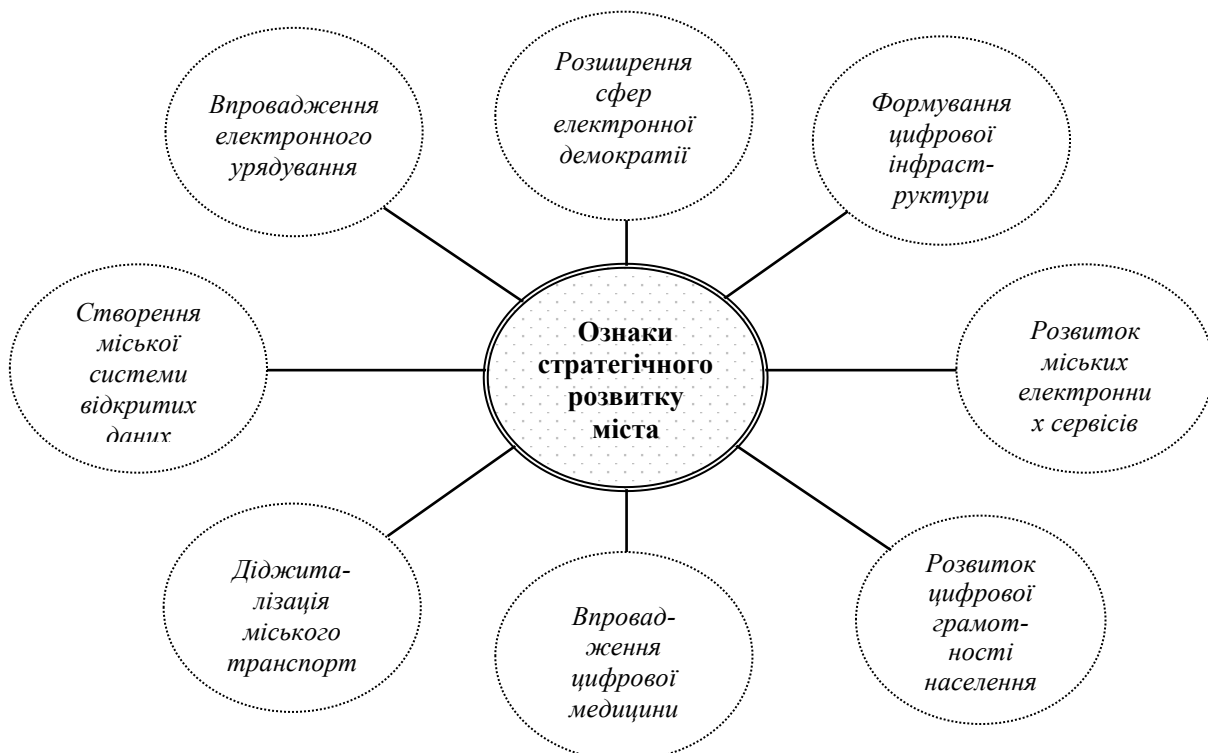 Впровадження
електронного
урядування
Розширення
сфер
електронної
демократії
Формування
цифрової
інфраст-
руктури
Створення
міської
системи
відкритих
даних
Ознаки
стратегічного
розвитку
міста
Розвиток
міських
електронни
х сервісів
Діджита-
лізація
міського
транспорт
Впровад-
ження
цифрової
медицини
Розвиток
цифрової
грамот-
ності
населення